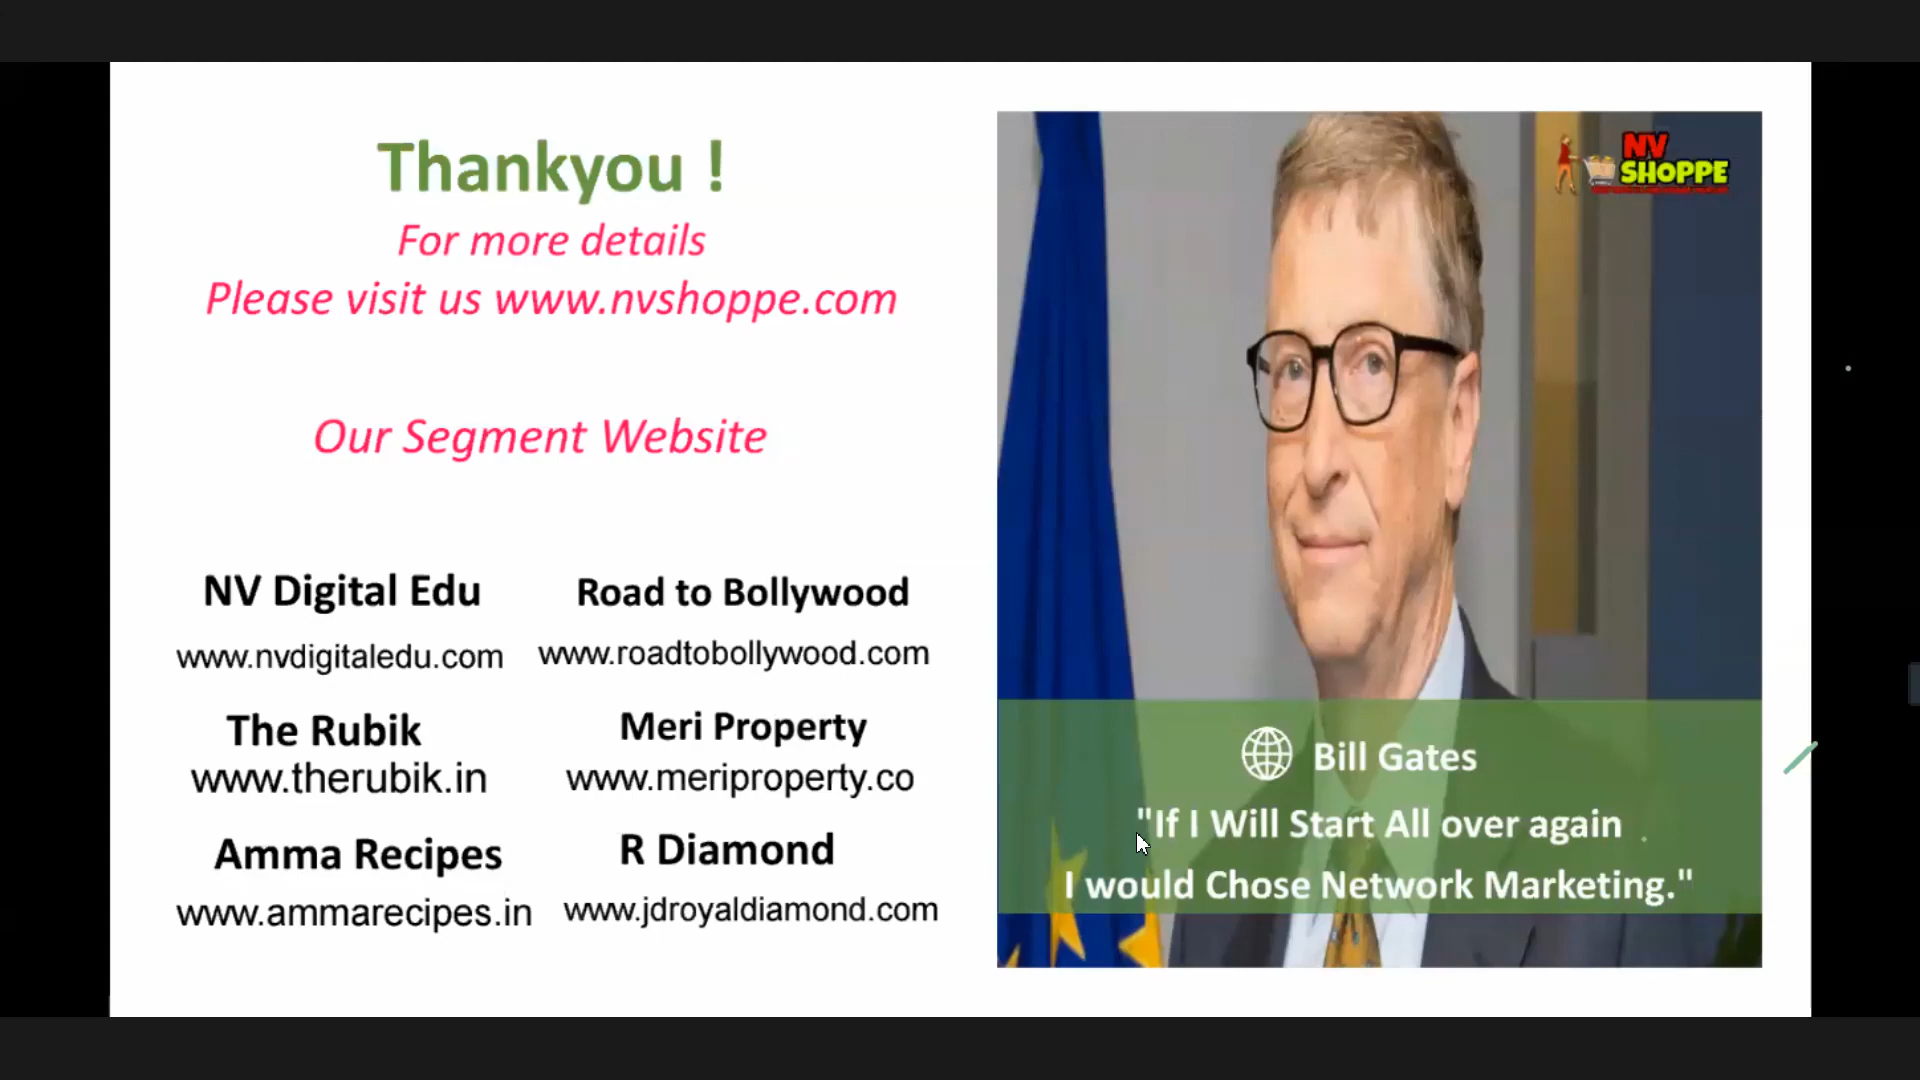 Thankyou !
For more details
Please visit us www.nvshoppe.com
Our Segment Website
NV Digital Edu
www.nvdigitaledu.com
Road to Bollywood
www.roadtobollywood.com
The Rubik
www.therubik.in
Meri Property
www.meriproperty.co
Amma Recipes
www.ammarecipes.in
R Diamond
www.jdroyaldiamond.com
NV
SHOPPE
Bill Gates
"If I Will Start All over again
I would Chose Network Marketing."